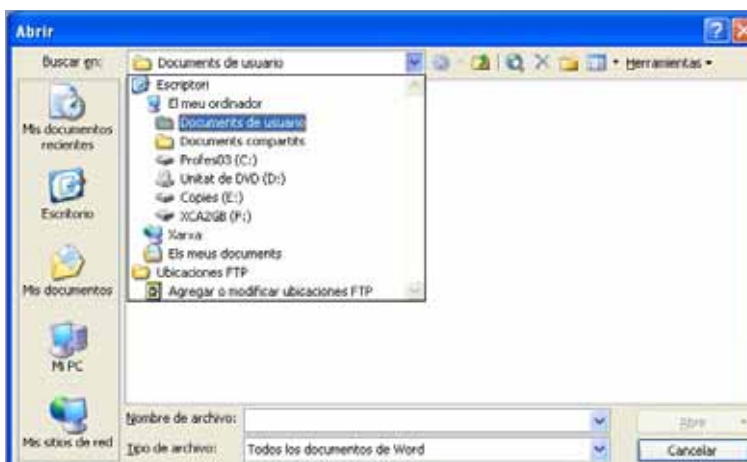 Abrir
Buscar en: Documents de usuario Herramientas
Escriptori
El meu ordinador
Documents de usuario
Documents compartits
Profes03 (C:)
Unitat de DVD (D:)
Copies (E:)
XCA2GB (F:)
Xarxa
Els meus documents
Ubicaciones FTP
Agregar o modificar ubicaciones FTP
Mis documentos
recientes
Escritorio
Mis documentos
Mi PC
Mis sitios de red
Nombre de archivo: Abrir
Tipo de archivo: Todos los documentos de Word Cancelar